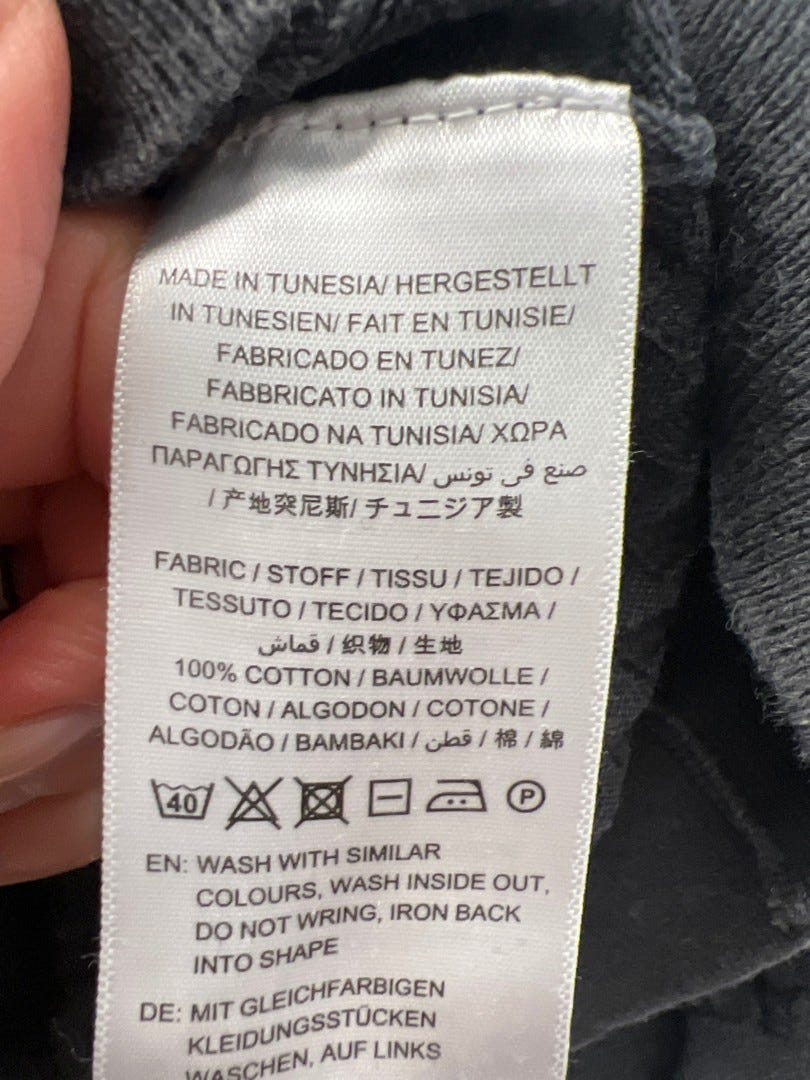 MADE IN TUNESIA/ HERGESTELLT
IN TUNESIEN/ FAIT EN TUNISIE/
FABRICADO EN TUNEZ/
FABBRICATO IN TUNISIA/
FABRICADO NA TUNISIA/ ΧΩΡΑ
ΠΑΡΑΓΩΓΗΣ ΤΥΝΗΣΙΑ/ صنع في تونس
/ 产地突尼斯/ チュニジア製
FABRIC / STOFF / TISSU / TEJIDO /
TESSUTO / TECIDO / ΥΦΑΣΜΑ /
قماش / 织物 / 生地
100% COTTON / BAUMWOLLE /
COTON / ALGODON / COTONE /
ALGODÃO / BAMBAKI / قطن / 棉 / 綿
40 P
EN: WASH WITH SIMILAR
COLOURS, WASH INSIDE OUT,
DO NOT WRING, IRON BACK
INTO SHAPE
DE: MIT GLEICHFARBIGEN
KLEIDUNGSSTÜCKEN
WASCHEN, AUF LINKS